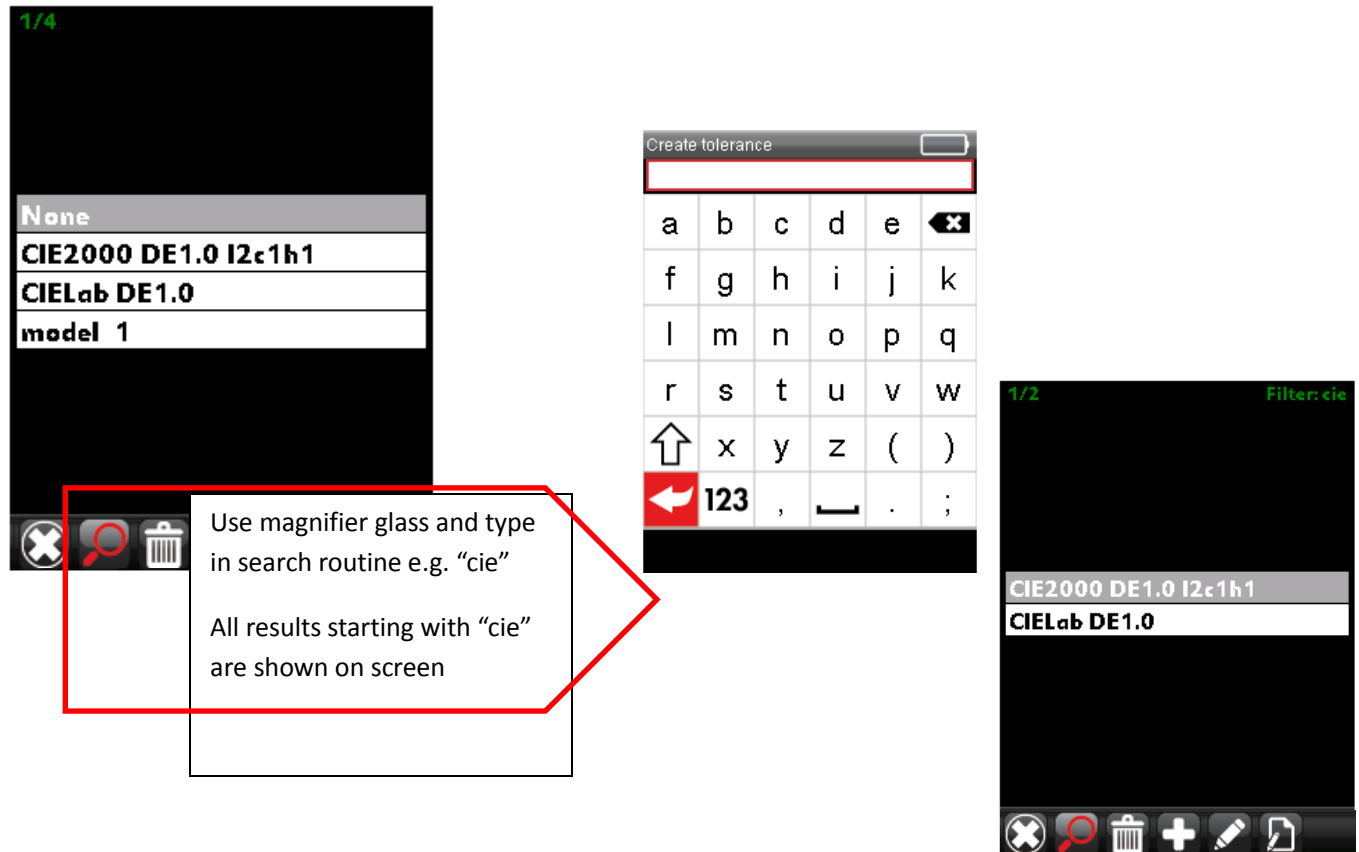 1/4
None
CIE2000 DE1.0 l2c1h1
CIELab DE1.0
model 1
Use magnifier glass and type
in search routine e.g. “cie”
All results starting with “cie”
are shown on screen
Create tolerance
a b c d e
f g h i j k
l m n o p q
r s t u v w
x y z ( )
123 , . ;
1/2 Filter: cie
CIE2000 DE1.0 l2c1h1
CIELab DE1.0